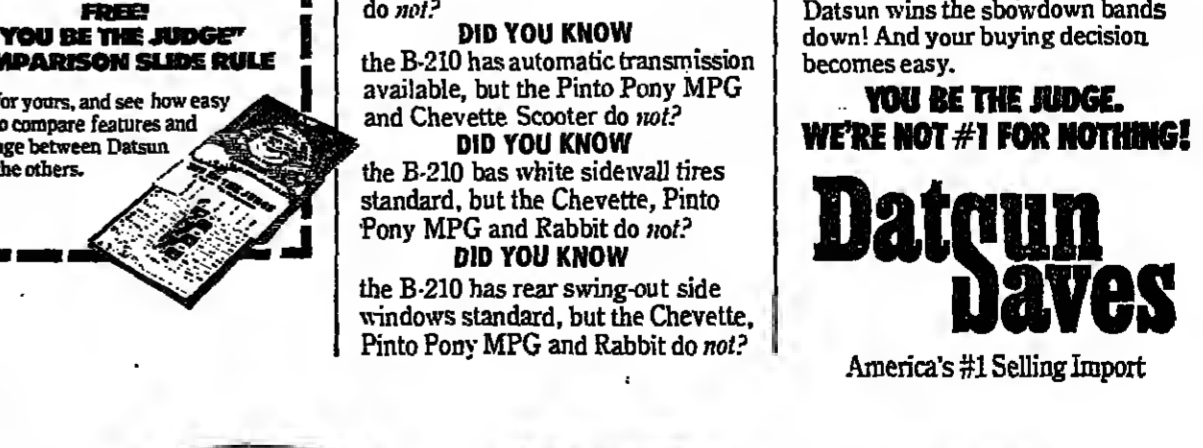 FREE!
YOU BE THE JUDGE"
MPARISON SLIDE RULE
or yours, and see how easy
o compare features and
ge between Datsun
he others.
do not?
DID YOU KNOW
the B-210 has automatic transmission
available, but the Pinto Pony MPG
and Chevette Scooter do not?
DID YOU KNOW
the B-210 bas white sidewall tires
standard, but the Chevette, Pinto
Pony MPG and Rabbit do not?
DID YOU KNOW
the B-210 has rear swing-out side
windows standard, but the Chevette,
Pinto Pony MPG and Rabbit do not?
Datsun wins the sbowdown bands
down! And your buying decision
becomes easy.
YOU BE THE JUDGE.
WE'RE NOT #1 FOR NOTHING!
Datsun
Saves
America's #1 Selling Import